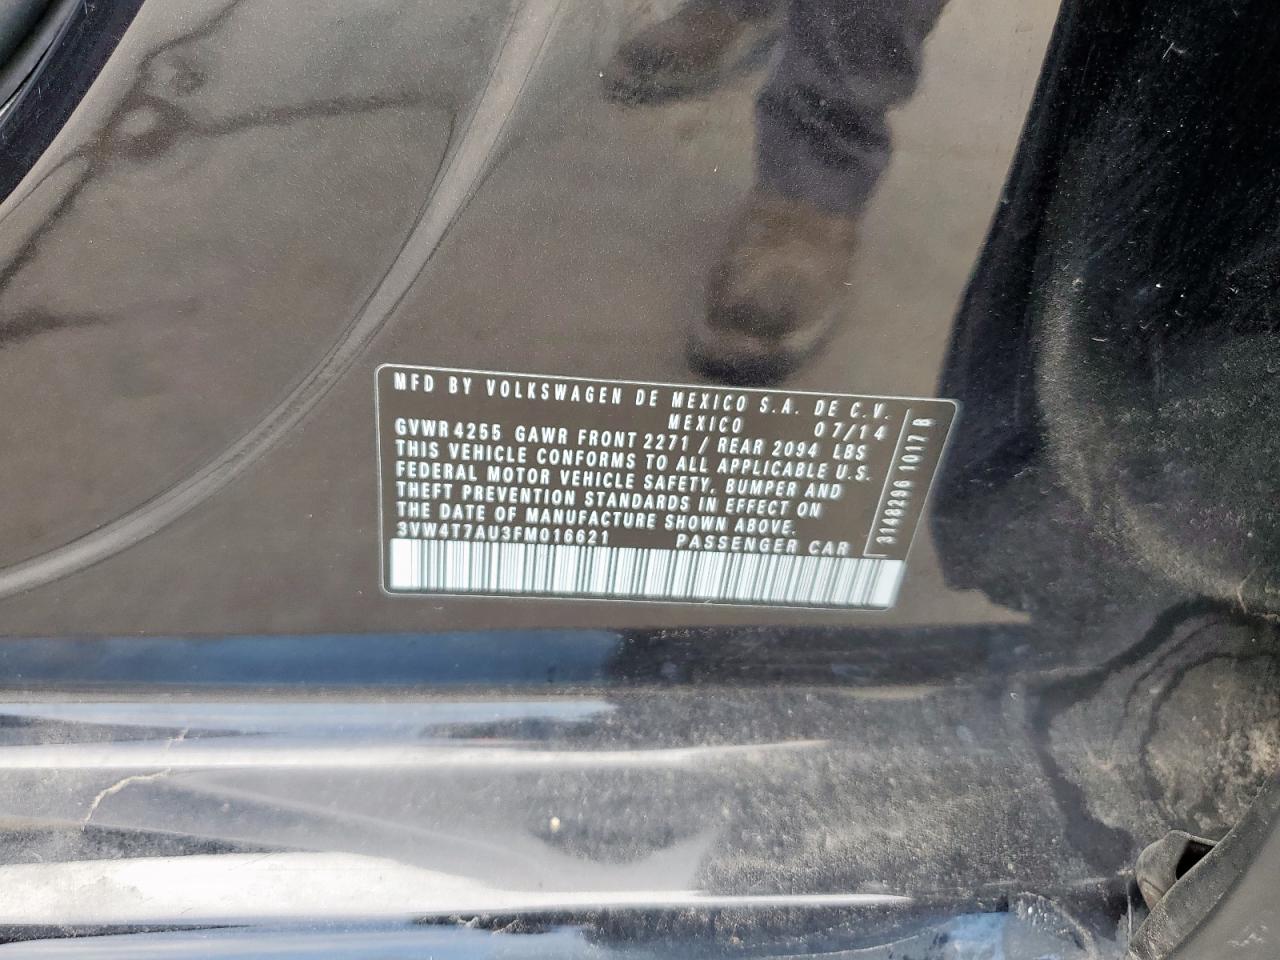 MFD BY VOLKSWAGEN DE MEXICO S.A. DE C.V.
MEXICO 07/14
GVWR 4255 GAWR FRONT 2271 / REAR 2094 LBS
THIS VEHICLE CONFORMS TO ALL APPLICABLE U.S.
FEDERAL MOTOR VEHICLE SAFETY, BUMPER AND
THEFT PREVENTION STANDARDS IN EFFECT ON
THE DATE OF MANUFACTURE SHOWN ABOVE.
3VW4T7AU3FM016621 PASSENGER CAR
3148296 1017 B